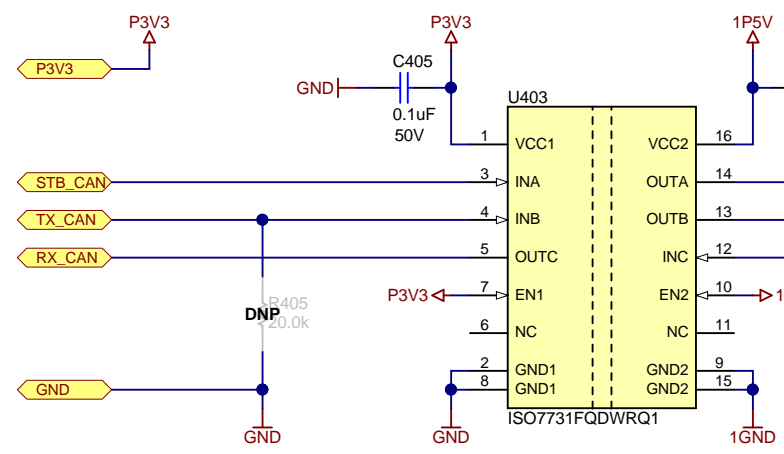 P3V3
P3V3
1P5V
P3V3
C405
GND
0.1uF
50V
U403
1
VCC1
VCC2
16
STB_CAN
3
INA
OUTA
14
TX_CAN
4
INB
OUTB
13
RX_CAN
5
OUTC
INC
12
P3V3
7
EN1
EN2
10
1
R405
DNP
20.0k
6
NC
NC
11
2
GND1
GND2
9
GND
8
GND1
GND2
15
ISO7731FQDWRQ1
GND
GND
1GND